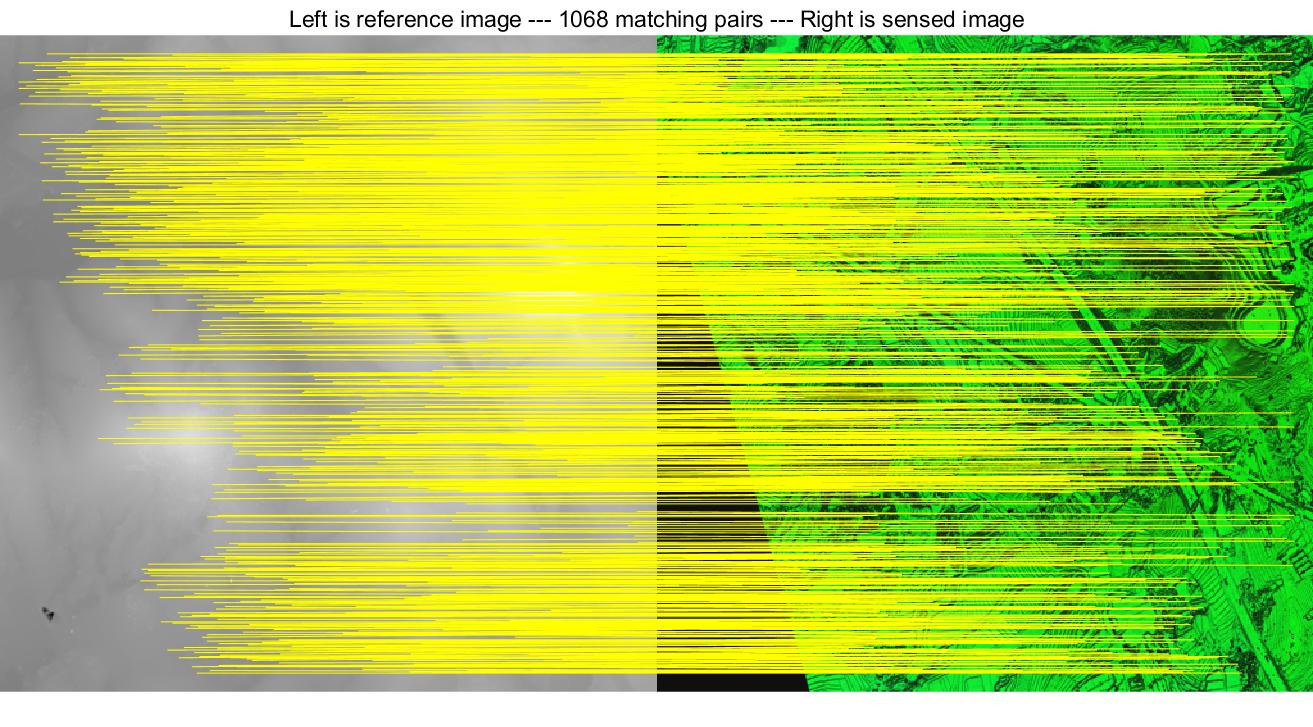 Left is reference image --- 1068 matching pairs --- Right is sensed image